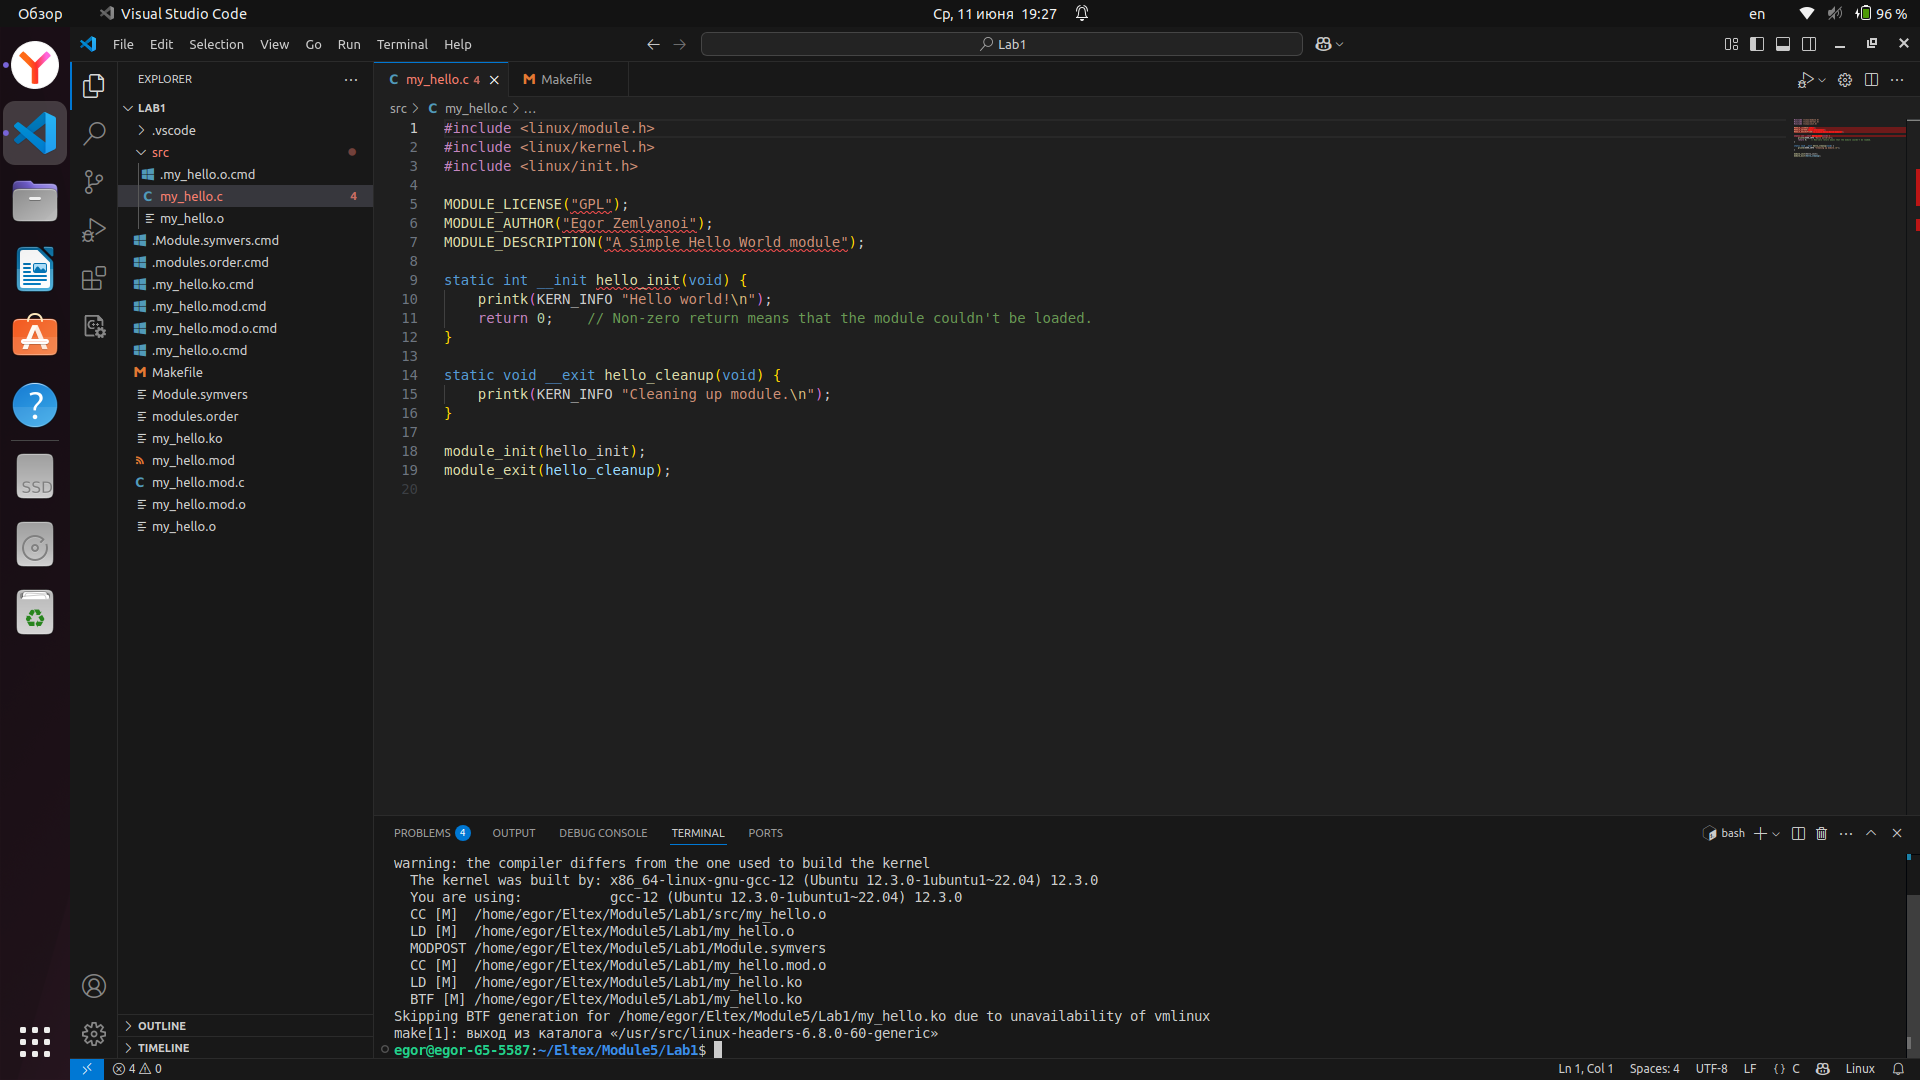 Обзор
Visual Studio Code
Ср, 11 июня 19:27
en
96 %
File Edit Selection View Go Run Terminal Help
Lab1
EXPLORER
LAB1
.vscode
src
.my_hello.o.cmd
my_hello.c 4
my_hello.o
.Module.symvers.cmd
.modules.order.cmd
.my_hello.ko.cmd
.my_hello.mod.cmd
.my_hello.mod.o.cmd
.my_hello.o.cmd
Makefile
Module.symvers
modules.order
my_hello.ko
my_hello.mod
my_hello.mod.c
my_hello.mod.o
my_hello.o
OUTLINE
TIMELINE
SSD
C my_hello.c 4
M Makefile
src > C my_hello.c > ...
1 #include <linux/module.h>
2 #include <linux/kernel.h>
3 #include <linux/init.h>
4
5 MODULE_LICENSE("GPL");
6 MODULE_AUTHOR("Egor Zemlyanoi");
7 MODULE_DESCRIPTION("A Simple Hello World module");
8
9 static int __init hello_init(void) {
10 printk(KERN_INFO "Hello world!\n");
11 return 0; // Non-zero return means that the module couldn't be loaded.
12 }
13
14 static void __exit hello_cleanup(void) {
15 printk(KERN_INFO "Cleaning up module.\n");
16 }
17
18 module_init(hello_init);
19 module_exit(hello_cleanup);
20
PROBLEMS 4 OUTPUT DEBUG CONSOLE TERMINAL PORTS
bash
warning: the compiler differs from the one used to build the kernel
The kernel was built by: x86_64-linux-gnu-gcc-12 (Ubuntu 12.3.0-1ubuntu1~22.04) 12.3.0
You are using: gcc-12 (Ubuntu 12.3.0-1ubuntu1~22.04) 12.3.0
CC [M] /home/egor/Eltex/Module5/Lab1/src/my_hello.o
LD [M] /home/egor/Eltex/Module5/Lab1/my_hello.o
MODPOST /home/egor/Eltex/Module5/Lab1/Module.symvers
CC [M] /home/egor/Eltex/Module5/Lab1/my_hello.mod.o
LD [M] /home/egor/Eltex/Module5/Lab1/my_hello.ko
BTF [M] /home/egor/Eltex/Module5/Lab1/my_hello.ko
Skipping BTF generation for /home/egor/Eltex/Module5/Lab1/my_hello.ko due to unavailability of vmlinux
make[1]: выход из каталога «/usr/src/linux-headers-6.8.0-60-generic»
egor@egor-G5-5587:~/Eltex/Module5/Lab1$
4 0
Ln 1, Col 1 Spaces: 4 UTF-8 LF {} C Linux